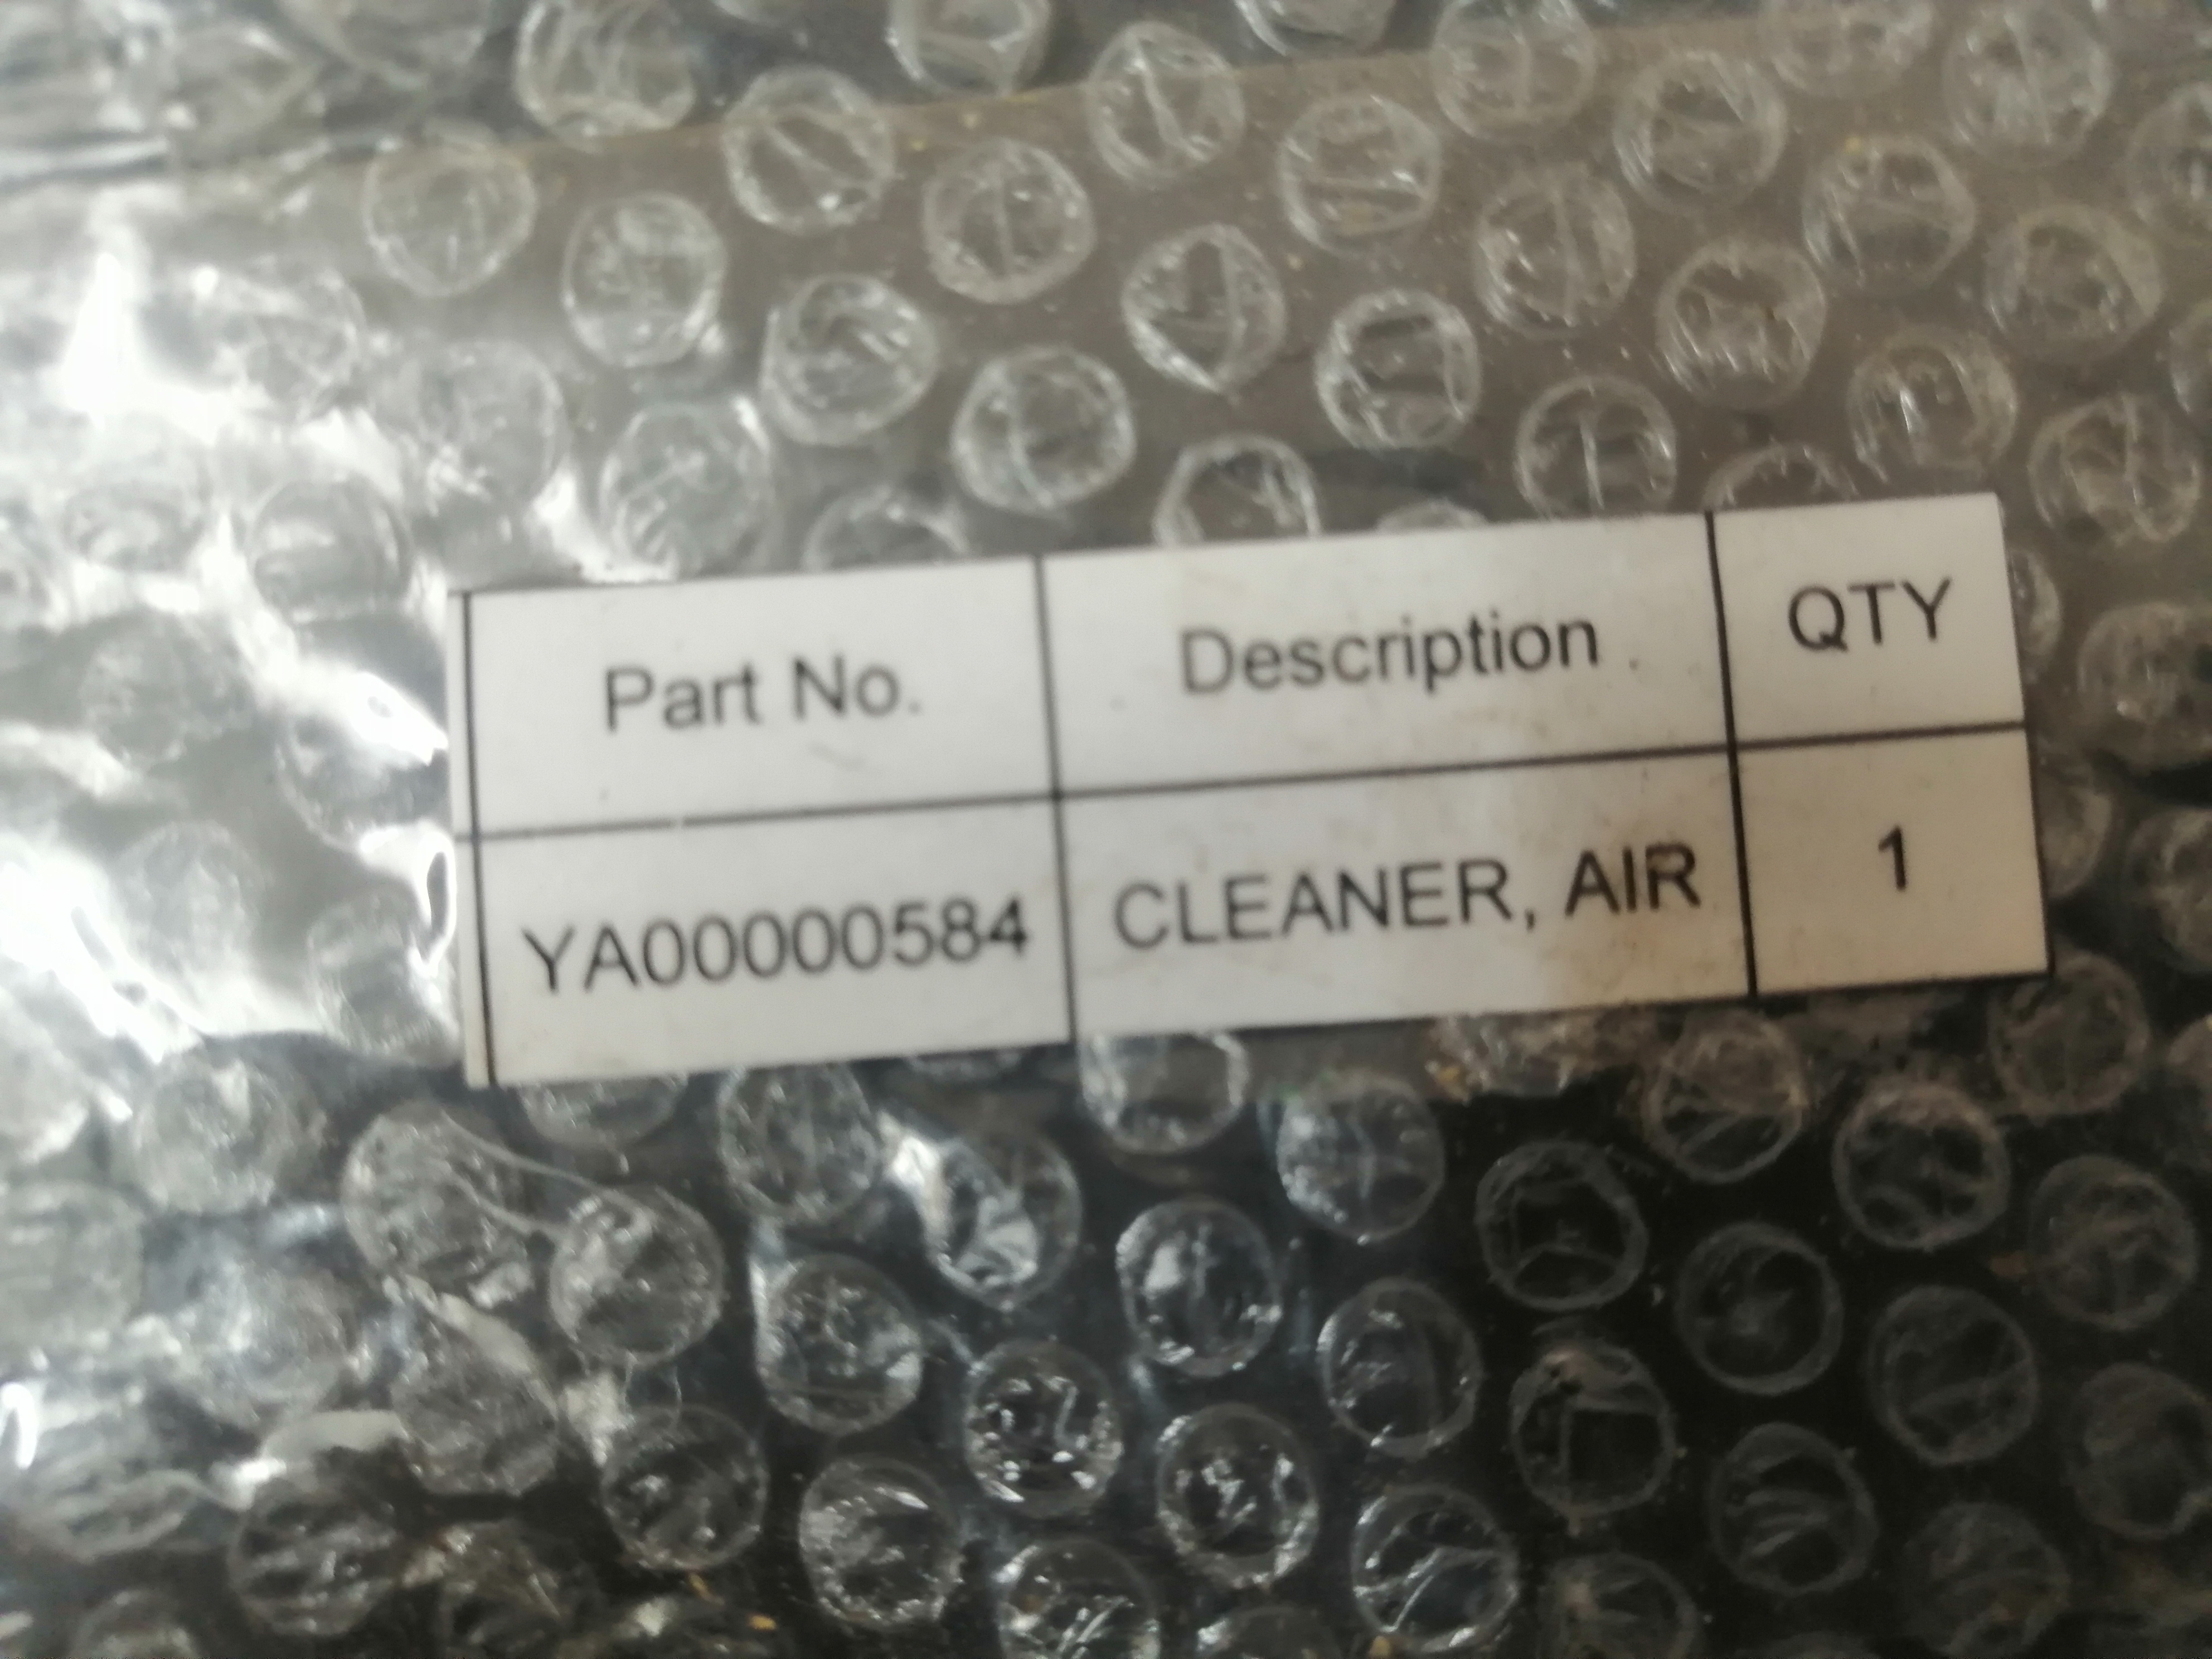 Part No. Description QTY
YA00000584 CLEANER, AIR 1